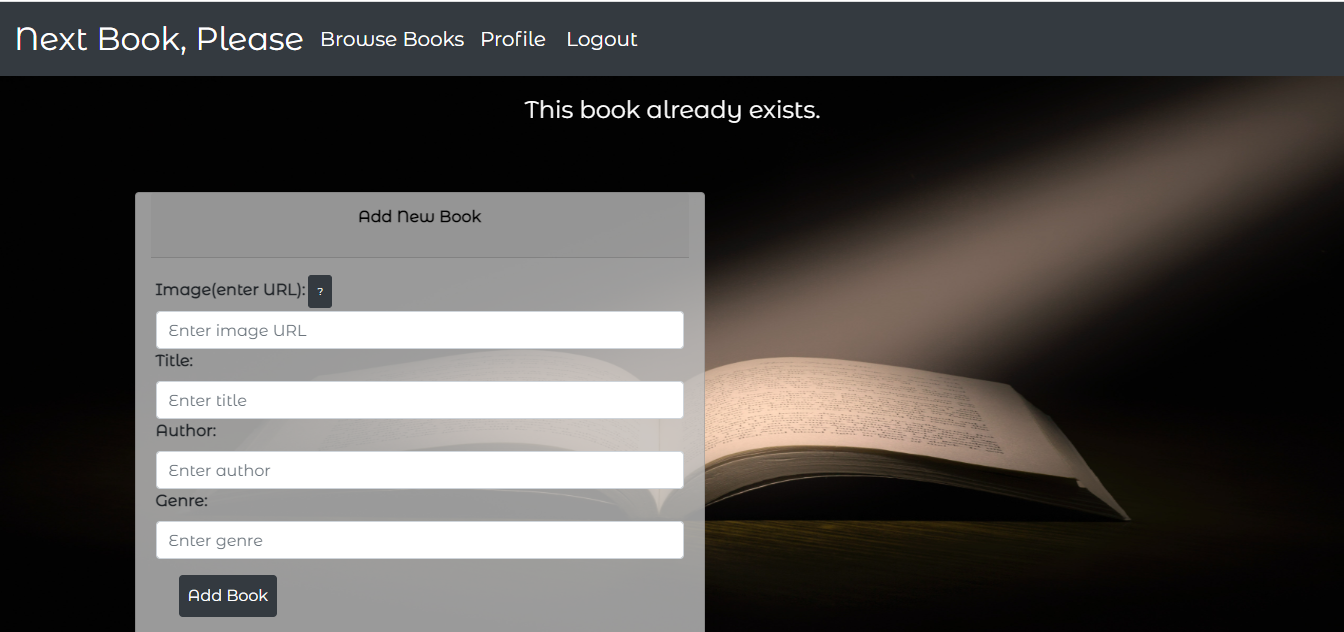 Next Book, Please Browse Books Profile Logout
This book already exists.
Add New Book
Image(enter URL): ?
Enter image URL
Title:
Enter title
Author:
Enter author
Genre:
Enter genre
Add Book